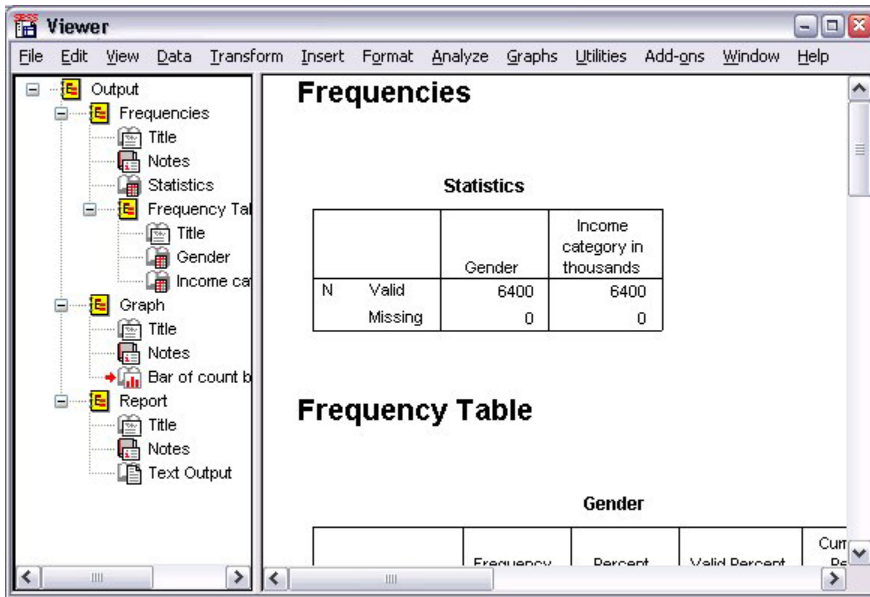 Viewer
File Edit View Data Transform Insert Format Analyze Graphs Utilities Add-ons Window Help
Output
Frequencies
Title
Notes
Statistics
Frequency Tal
Title
Gender
Income ca
Graph
Title
Notes
Bar of count b
Report
Title
Notes
Text Output
Frequencies
Statistics
Gender
Income
category in
thousands
N Valid 6400 6400
Missing 0 0
Frequency Table
Gender
Frequency Percent Valid Percent